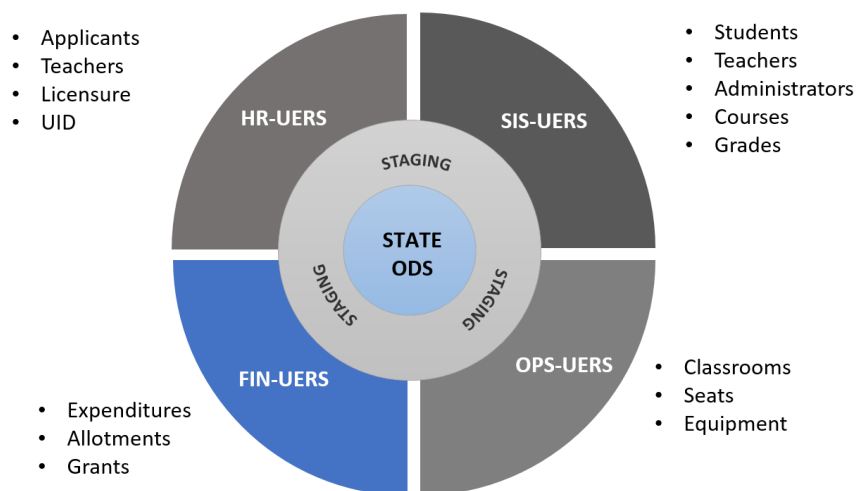 • Applicants
• Teachers
• Licensure
• UID
• Students
• Teachers
• Administrators
• Courses
• Grades
HR-UERS
SIS-UERS
STAGING
STATE
ODS
STAGING
STAGING
FIN-UERS
OPS-UERS
• Expenditures
• Allotments
• Grants
• Classrooms
• Seats
• Equipment